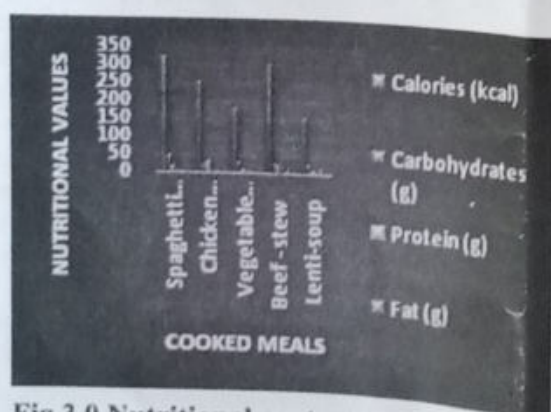 NUTRITIONAL VALUES
350
300
250
200
150
100
50
0
Spaghetti...
Chicken...
Vegetable...
Beef-stew
Lenti-soup
COOKED MEALS
Calories (kcal)
Carbohydrates
(g)
Protein (g)
Fat (g)